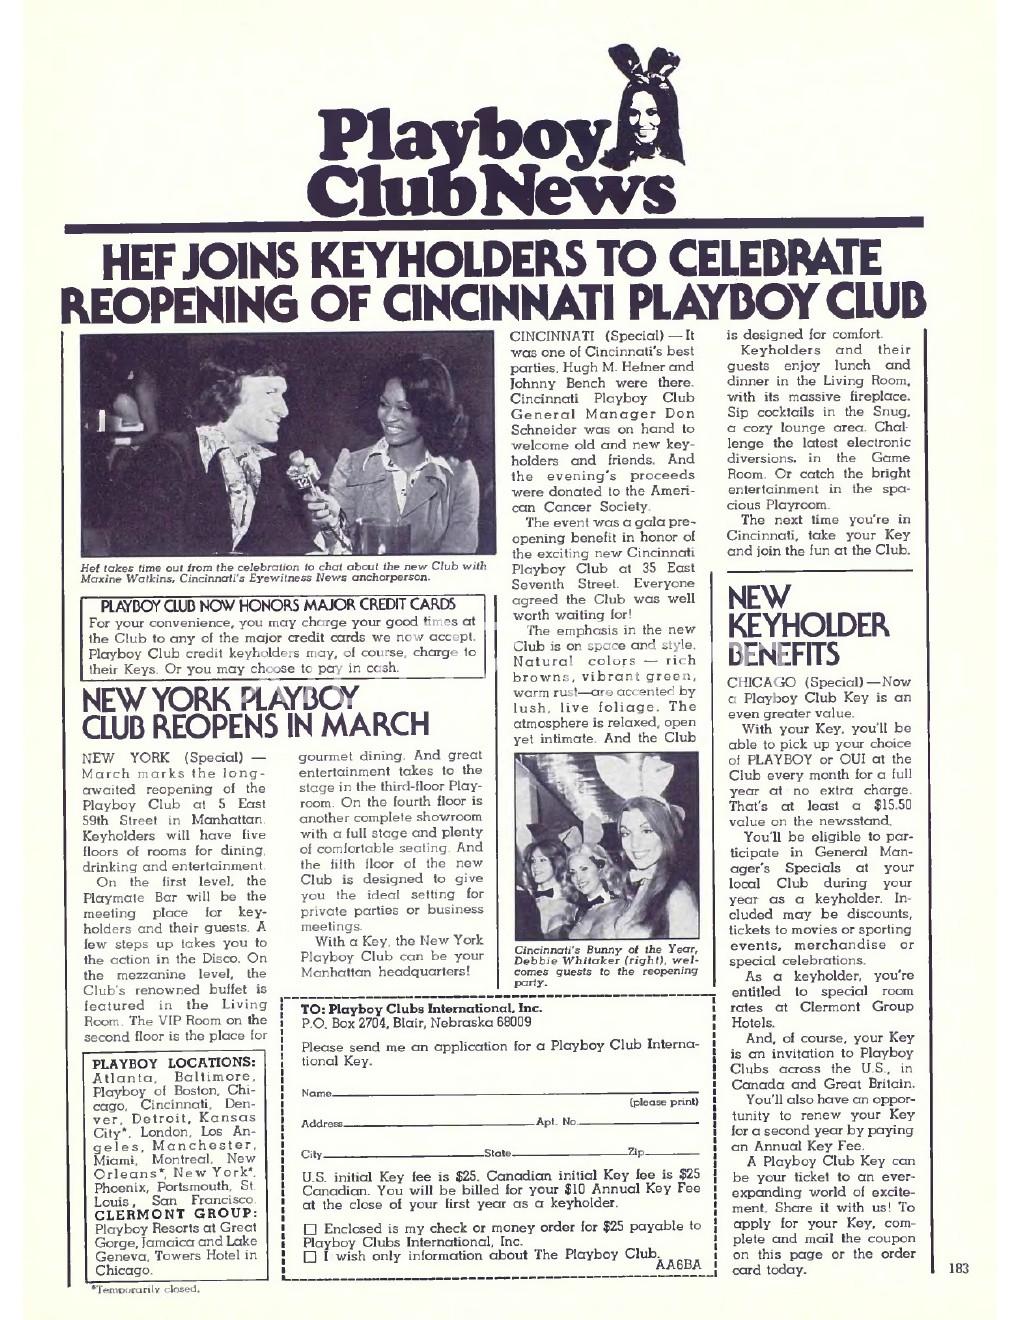 Playboy
Club News
HEF JOINS KEYHOLDERS TO CELEBRATE
REOPENING OF CINCINNATI PLAYBOY CLUB
Hef takes time out from the celebration to chat about the new Club with
Maxine Watkins, Cincinnati's Eyewitness News anchorperson.
PLAYBOY CLUB NOW HONORS MAJOR CREDIT CARDS
For your convenience, you may charge your good times at
the Club to any of the major credit cards we now accept.
Playboy Club credit keyholders may, of course, charge to
their Keys. Or you may choose to pay in cash.
NEW YORK PLAYBOY
CLUB REOPENS IN MARCH
NEW YORK (Special) —
March marks the long-
awaited reopening of the
Playboy Club at 5 East
59th Street in Manhattan.
Keyholders will have five
floors of rooms for dining,
drinking and entertainment.
On the first level, the
Playmate Bar will be the
meeting place for key-
holders and their guests. A
few steps up takes you to
the action in the Disco. On
the mezzanine level, the
Club's renowned buffet is
featured in the Living
Room. The VIP Room on the
second floor is the place for
gourmet dining. And great
entertainment takes to the
stage in the third-floor Play-
room. On the fourth floor is
another complete showroom
with a full stage and plenty
of comfortable seating. And
the fifth floor of the new
Club is designed to give
you the ideal setting for
private parties or business
meetings.
With a Key, the New York
Playboy Club can be your
Manhattan headquarters!
PLAYBOY LOCATIONS:
Atlanta, Baltimore,
Playboy of Boston, Chi-
cago, Cincinnati, Den-
ver, Detroit, Kansas
City*, London, Los An-
geles, Manchester,
Miami, Montreal, New
Orleans*, New York*,
Phoenix, Portsmouth, St.
Louis, San Francisco.
CLERMONT GROUP:
Playboy Resorts at Great
Gorge, Jamaica and Lake
Geneva, Towers Hotel in
Chicago.
*Temporarily closed.
CINCINNATI (Special) — It
was one of Cincinnati's best
parties. Hugh M. Hefner and
Johnny Bench were there.
Cincinnati Playboy Club
General Manager Don
Schneider was on hand to
welcome old and new key-
holders and friends. And
the evening's proceeds
were donated to the Ameri-
can Cancer Society.
The event was a gala pre-
opening benefit in honor of
the exciting new Cincinnati
Playboy Club at 35 East
Seventh Street. Everyone
agreed the Club was well
worth waiting for!
The emphasis in the new
Club is on space and style.
Natural colors — rich
browns, vibrant green,
warm rust—are accented by
lush, live foliage. The
atmosphere is relaxed, open
yet intimate. And the Club
Cincinnati's Bunny of the Year,
Debbie Whitaker (right), wel-
comes guests to the reopening
party.
is designed for comfort.
Keyholders and their
guests enjoy lunch and
dinner in the Living Room,
with its massive fireplace.
Sip cocktails in the Snug,
a cozy lounge area. Chal-
lenge the latest electronic
diversions, in the Game
Room. Or catch the bright
entertainment in the spa-
cious Playroom.
The next time you're in
Cincinnati, take your Key
and join the fun at the Club.
NEW
KEYHOLDER
BENEFITS
CHICAGO (Special)—Now
a Playboy Club Key is an
even greater value.
With your Key, you'll be
able to pick up your choice
of PLAYBOY or OUI at the
Club every month for a full
year at no extra charge.
That's at least a $15.50
value on the newsstand.
You'll be eligible to par-
ticipate in General Man-
ager's Specials at your
local Club during your
year as a keyholder. In-
cluded may be discounts,
tickets to movies or sporting
events, merchandise or
special celebrations.
As a keyholder, you're
entitled to special room
rates at Clermont Group
Hotels.
And, of course, your Key
is an invitation to Playboy
Clubs across the U.S., in
Canada and Great Britain.
You'll also have an oppor-
tunity to renew your Key
for a second year by paying
an Annual Key Fee.
A Playboy Club Key can
be your ticket to an ever-
expanding world of excite-
ment. Share it with us! To
apply for your Key, com-
plete and mail the coupon
on this page or the order
card today.
TO: Playboy Clubs International, Inc.
P.O. Box 2704, Blair, Nebraska 68009
Please send me an application for a Playboy Club Interna-
tional Key.
Name
(please print)
Address Apt. No.
City State Zip
U.S. initial Key fee is $25. Canadian initial Key fee is $25
Canadian. You will be billed for your $10 Annual Key Fee
at the close of your first year as a keyholder.
☐ Enclosed is my check or money order for $25 payable to
Playboy Clubs International, Inc.
☐ I wish only information about The Playboy Club.
AA6BA
183